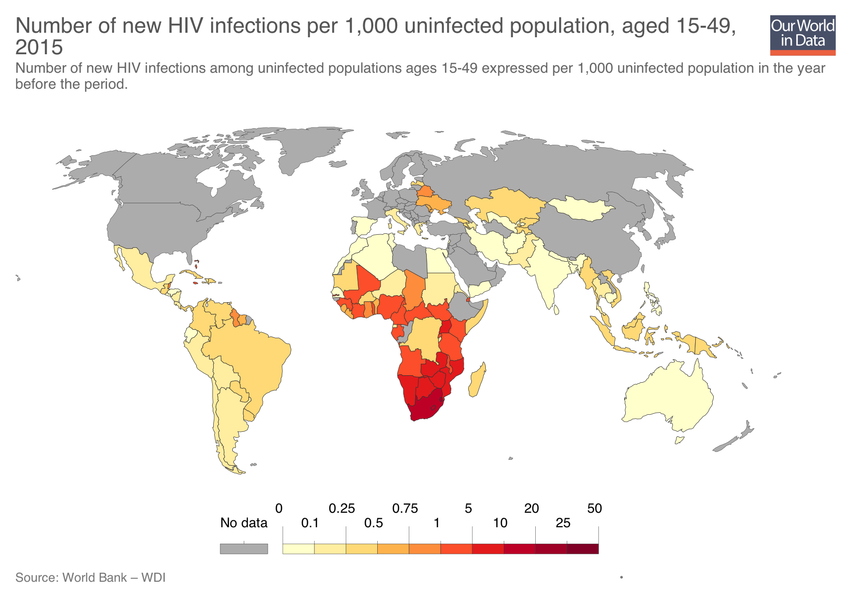 Number of new HIV infections per 1,000 uninfected population, aged 15-49,
2015
Our World
in Data
Number of new HIV infections among uninfected populations ages 15-49 expressed per 1,000 uninfected population in the year
before the period.
0 0.25 0.75 5 20 50
No data 0.1 0.5 1 10 25
Source: World Bank – WDI